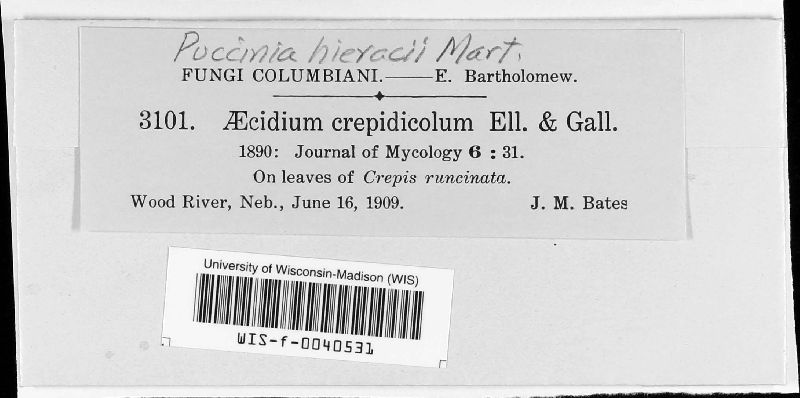 Puccinia hieracii Mart.
FUNGI COLUMBIANI.——E. Bartholomew.
3101. Æcidium crepidicolum Ell. & Gall.
1890: Journal of Mycology 6 : 31.
On leaves of Crepis runcinata.
Wood River, Neb., June 16, 1909. J. M. Bates
University of Wisconsin-Madison (WIS)
WIS-f-0040531